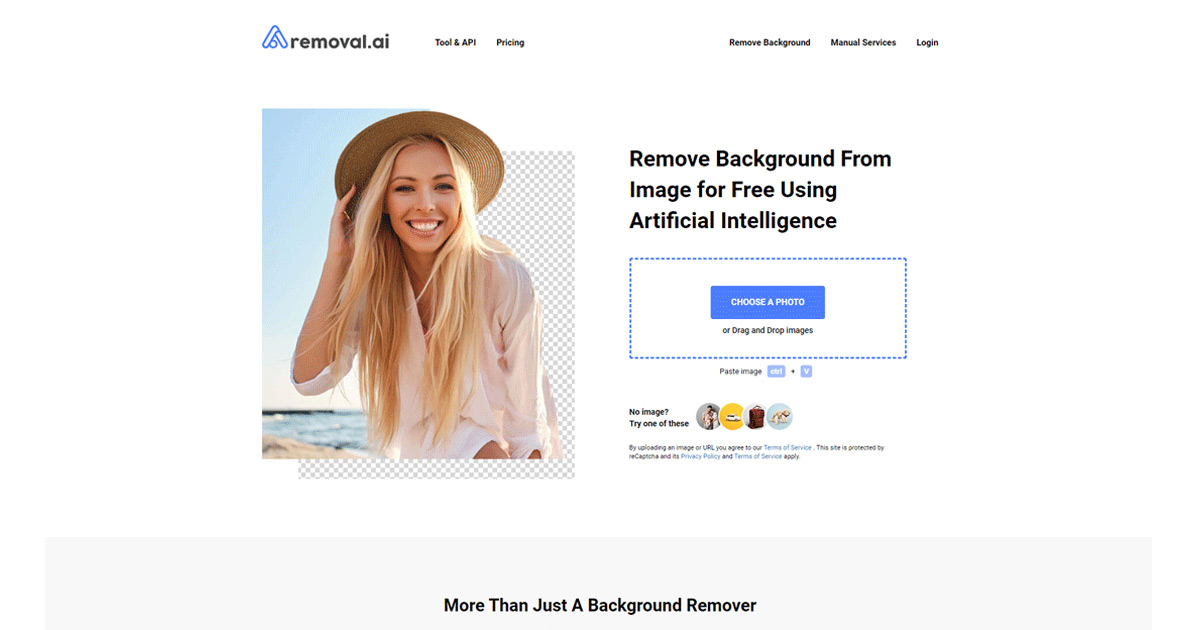 removal.ai
Tool & API
Pricing
Remove Background
Manual Services
Login
Remove Background From
Image for Free Using
Artificial Intelligence
CHOOSE A PHOTO
or Drag and Drop images
Paste image ctrl + V
No image?
Try one of these
By uploading an image or URL you agree to our Terms of Service . This site is protected by
reCaptcha and its Privacy Policy and Terms of Service apply.
More Than Just A Background Remover